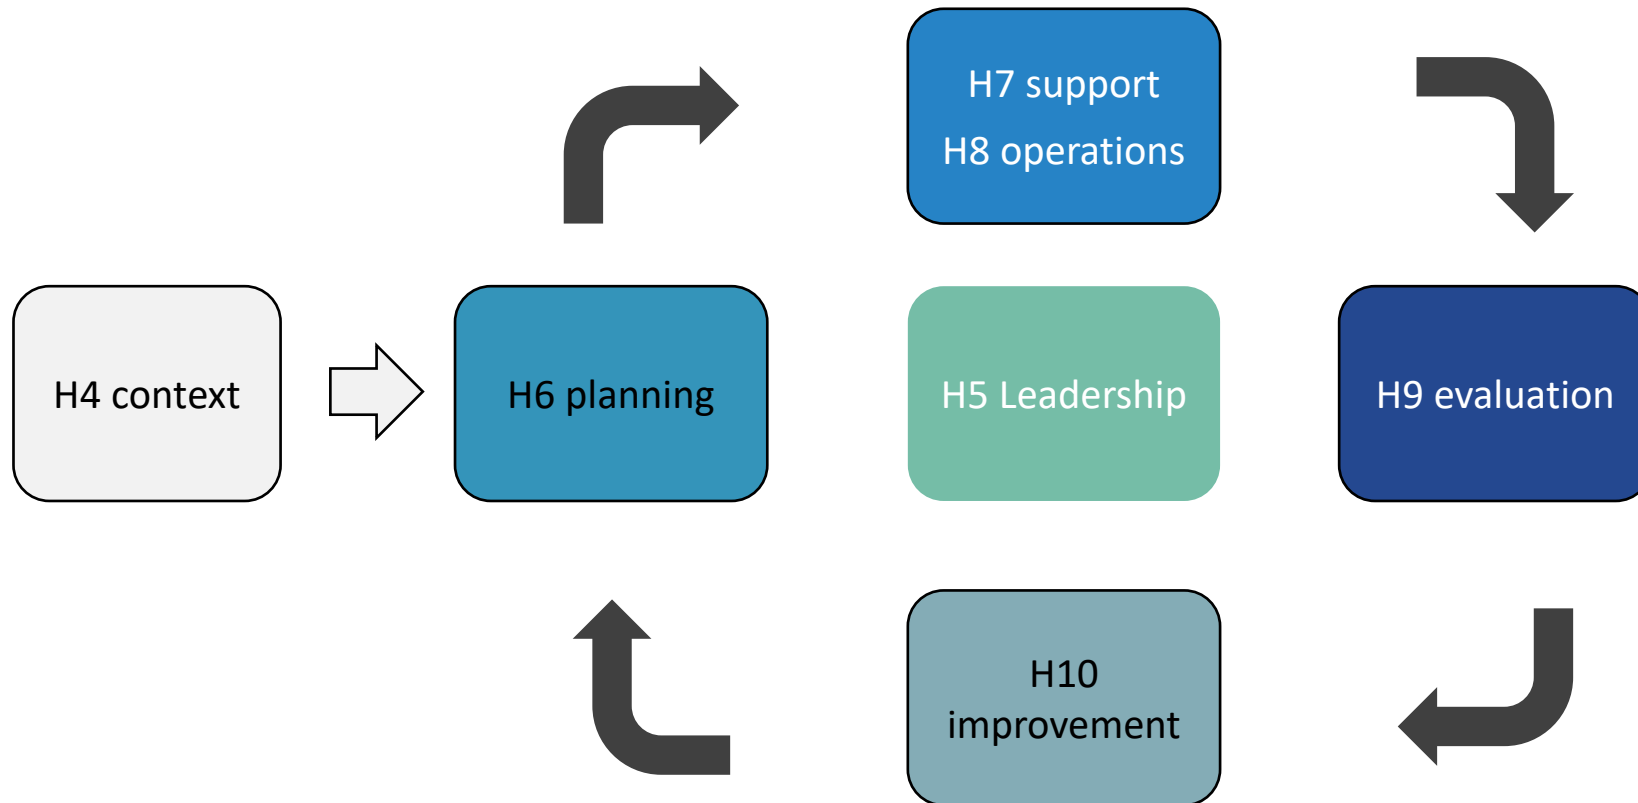 H7 support
H8 operations
H4 context
H6 planning
H5 Leadership
H9 evaluation
H10
improvement